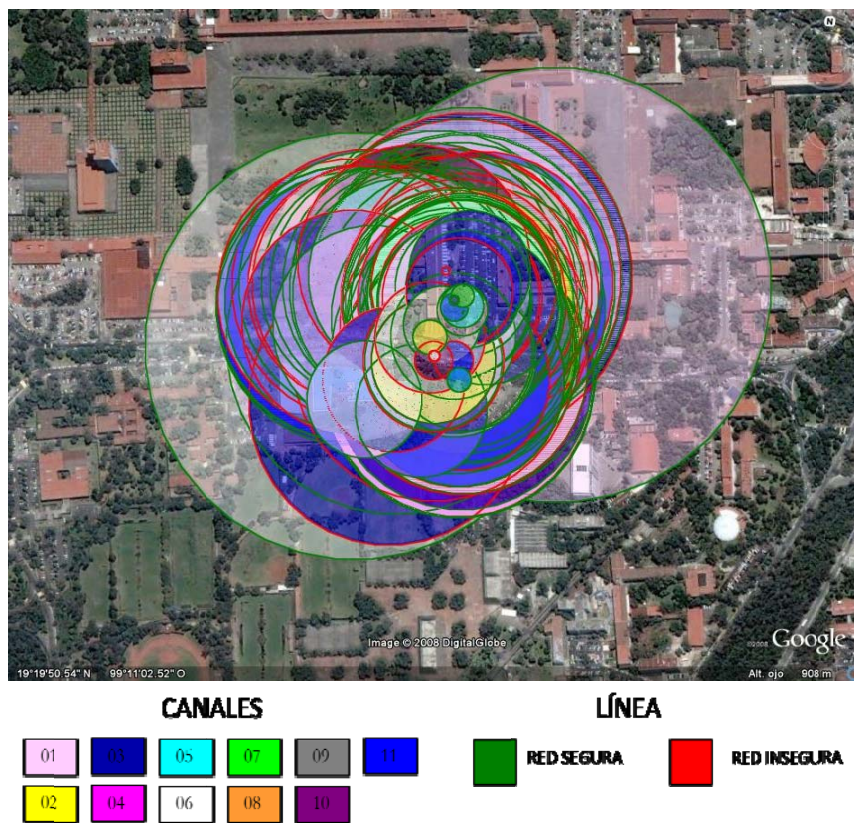 N
Image © 2008 DigitalGlobe
©2008 Google
19°19'50.54" N 99°11'02.52" O
Alt. ojo 908 m
CANALES
LÍNEA
01 03 05 07 09 11
RED SEGURA
RED INSEGURA
02 04 06 08 10